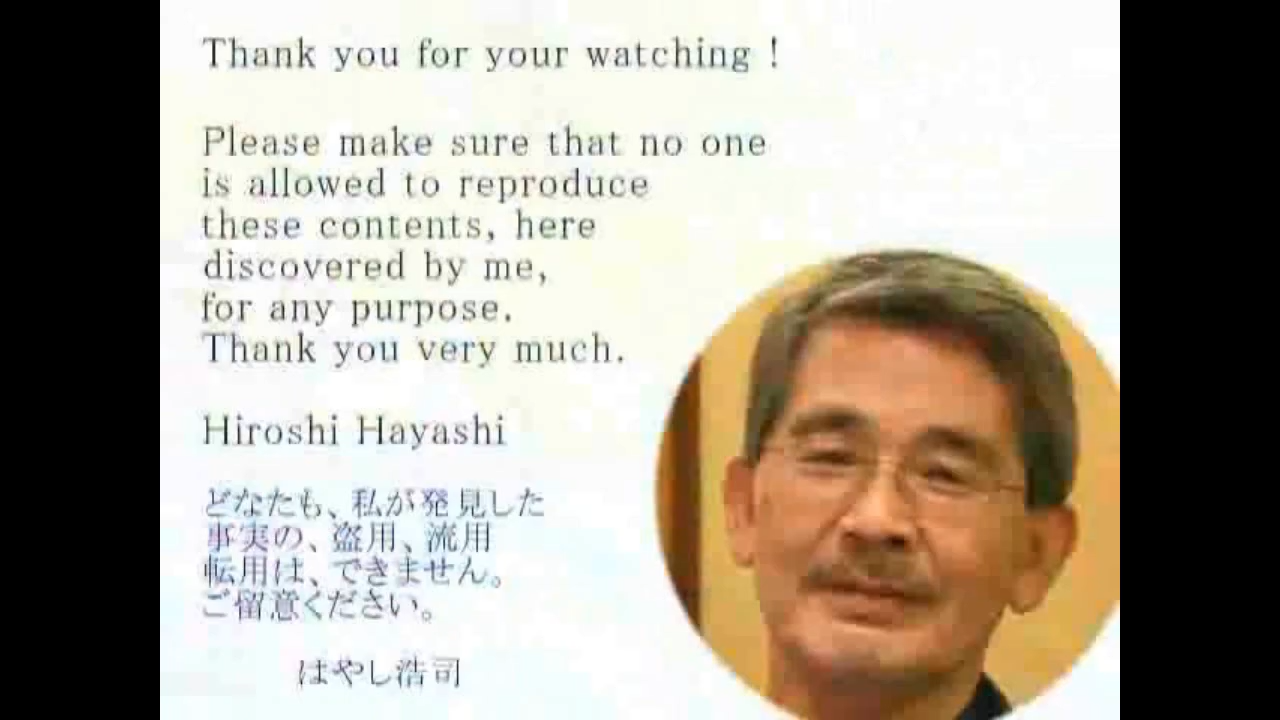 Thank you for your watching !
Please make sure that no one
is allowed to reproduce
these contents, here
discovered by me,
for any purpose.
Thank you very much.
Hiroshi Hayashi
どなたも、私が発見した
事実の、盗用、流用
転用は、できません。
ご留意ください。
はやし浩司